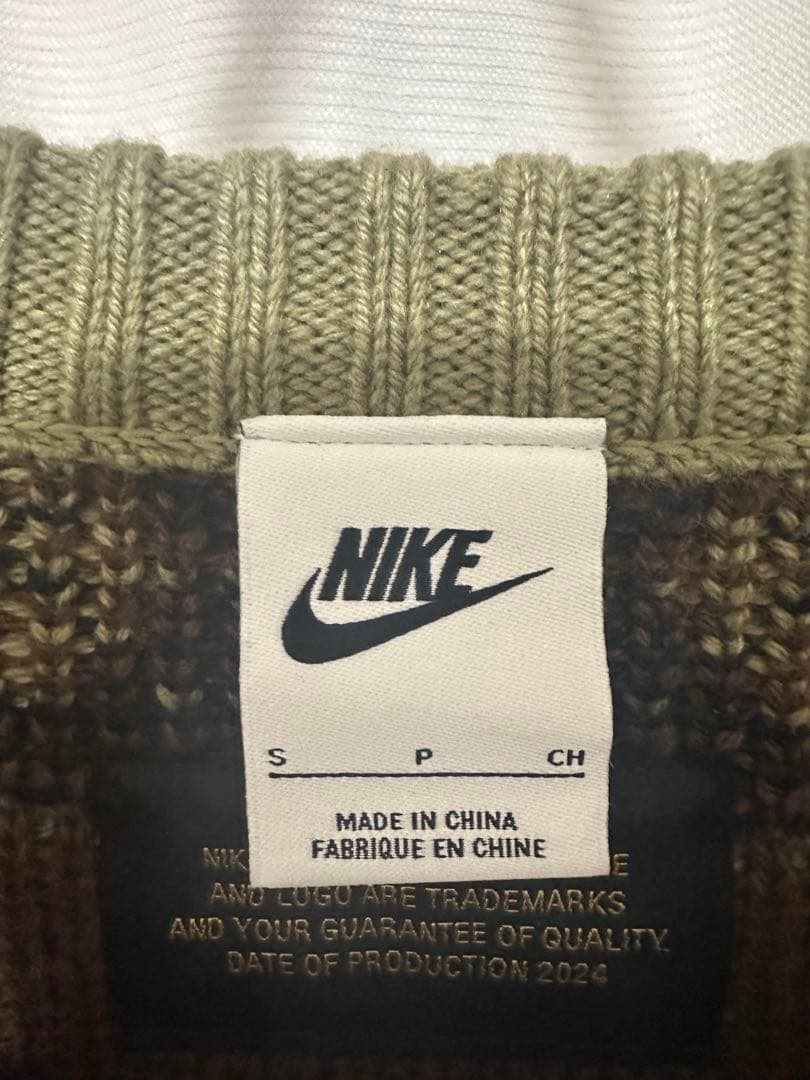 NIKE
S P CH
MADE IN CHINA
FABRIQUE EN CHINE
AND LOGO ARE TRADEMARKS
AND YOUR GUARANTEE OF QUALITY.
DATE OF PRODUCTION 2024